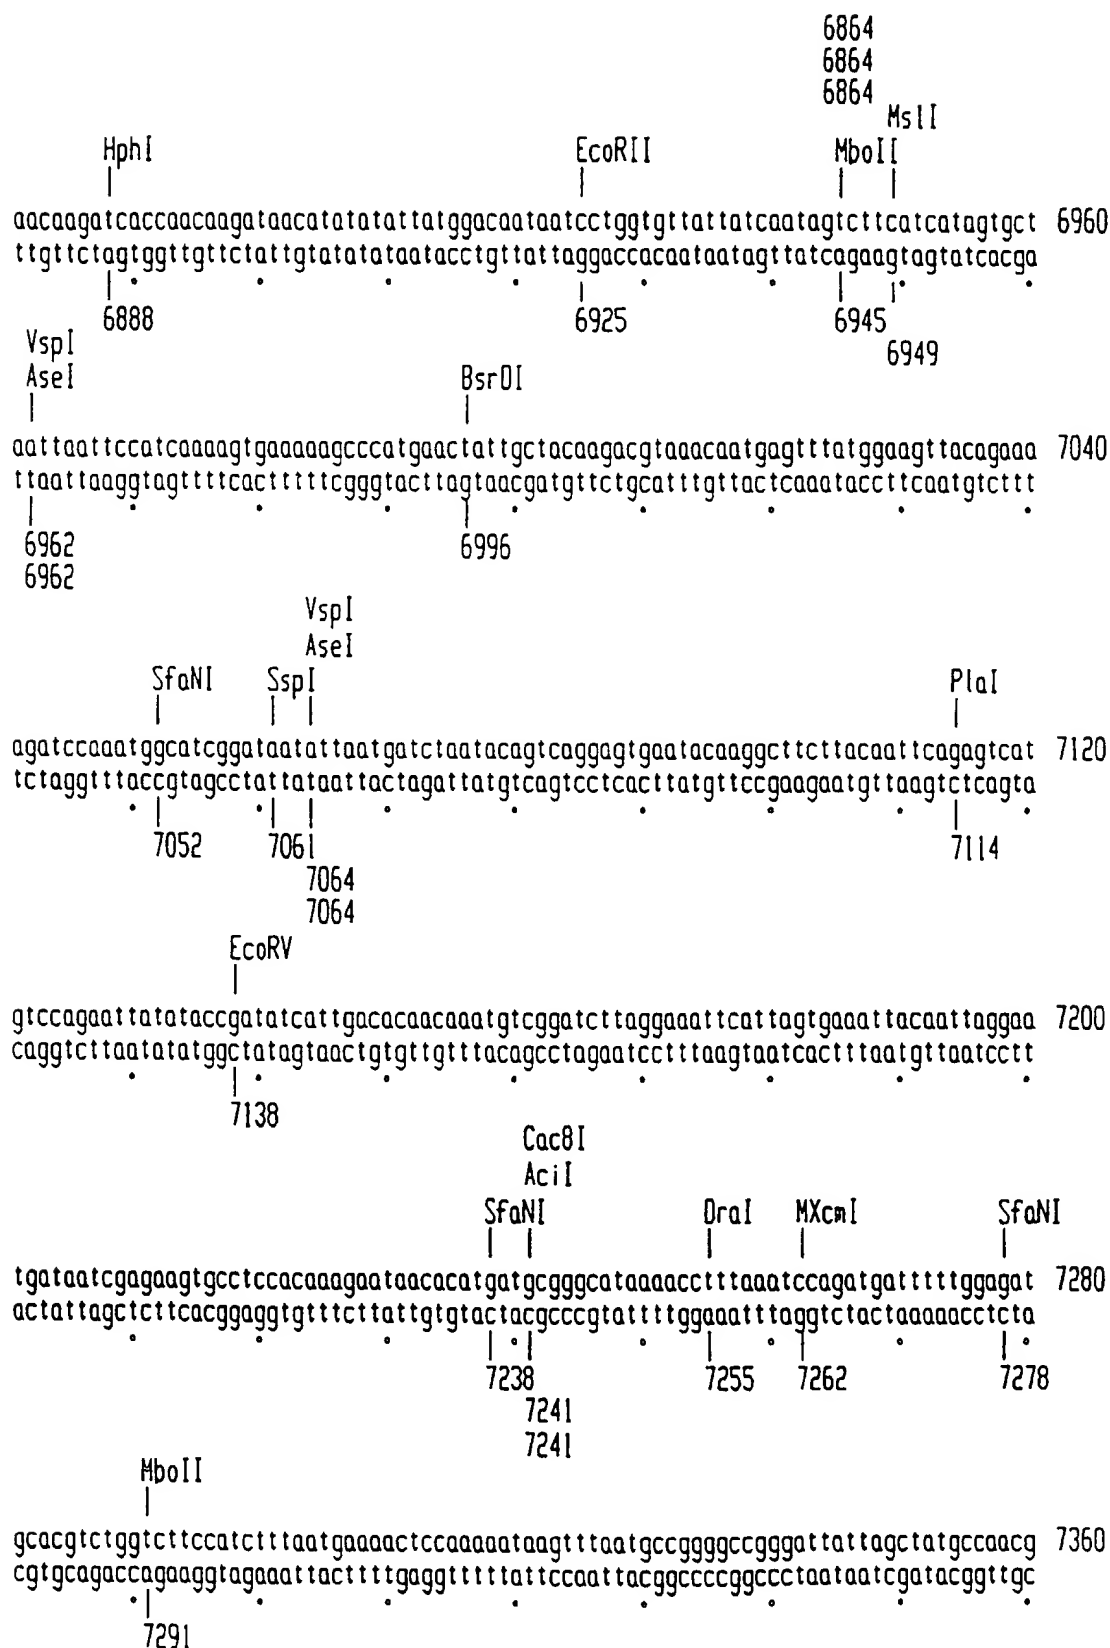 6864
6864
6864
MslI
HphI EcoRII MboII
aacaagatcaccaacaagataacatatatattatggacaataatcctggtgttattatcaatagtcttcatcatagtgct 6960
ttgttctagtggttgttctattgtatatataatacctgttattaggaccacaataatagttatcagaagtagtatcacga
6888 6925 6945
6949
VspI
AseI BsrDI
aattaattccatcaaaagtgaaaaagcccatgaactattgctacaagacgtaaacaatgagtttatggaagttacagaaa 7040
ttaattaaggtagttttcactttttcgggtacttagtaacgatgttctgcatttgttactcaaataccttcaatgtcttt
6962 6996
6962
VspI
AseI
SfaNI SspI PlaI
agatccaaatggcatcggataatattaatgatctaatacagtcaggagtgaatacaaggcttcttacaattcagagtcat 7120
tctaggtttaccgtagcctattataattactagattatgtcagtcctcacttatgttccgaagaatgttaagtctcagta
7052 7061 7114
7064
7064
EcoRV
gtccagaattatataccgatatcattgacacaacaaatgtcggatcttaggaaattcattagtgaaattacaattaggaa 7200
caggtcttaatatatggctatagtaactgtgttgtttacagcctagaatcctttaagtaatcactttaatgttaatcctt
7138
Cac8I
AciI
SfaNI DraI MXcmI SfaNI
tgataatcgagaagtgcctccacaaagaataacacatgatgcgggcataaaacctttaaatccagatgatttttggagat 7280
actattagctcttcacggaggtgtttcttattgtgtactacgcccgtattttggaaatttaggtctactaaaaacctcta
7238 7255 7262 7278
7241
7241
MboII
gcacgtctggtcttccatctttaatgaaaactccaaaaataagtttaatgccggggccgggattattagctatgccaacg 7360
cgtgcagaccagaaggtagaaattacttttgaggtttttattccaattacggccccggccctaataatcgatacggttgc
7291